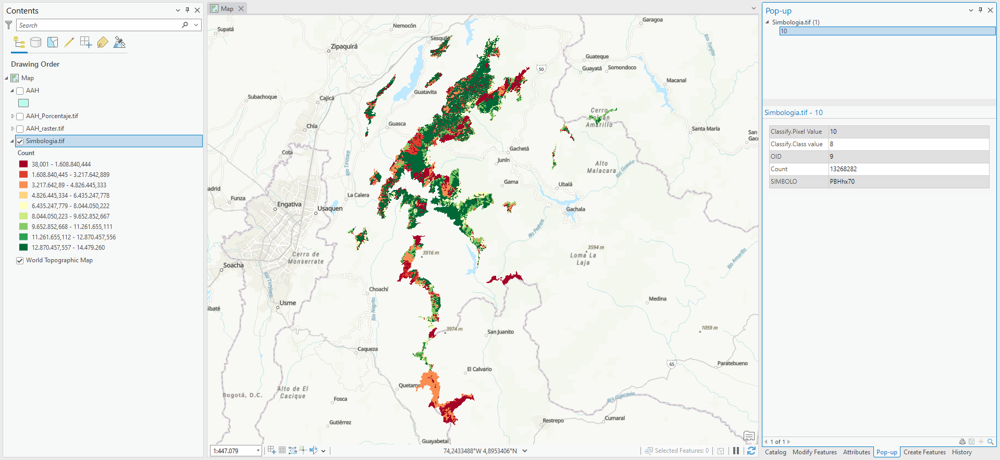 Contents
Search
Drawing Order
Map
AAH
AAH_Porcentaje.tif
AAH_raster.tif
Simbologia.tif
Count
38,001 - 1.608.840,444
1.608.840,445 - 3.217.642,889
3.217.642,89 - 4.826.445,333
4.826.445,334 - 6.435.247,778
6.435.247,779 - 8.044.050,222
8.044.050,223 - 9.652.852,667
9.652.852,668 - 11.261.655,111
11.261.655,112 - 12.870.457,556
12.870.457,557 - 14.479.260
World Topographic Map
Map
Supatá
Nemocón
Garagoa
Sesquilé
Zipaquirá
Río Tunjita
Guateque
Guayatá
Somondoco
50
Macanal
Subachoque
Cajicá
Guatavita
Chía
Guasca
Cerro Polán Amarillo
Santa María
San
Gacé
Cota
Río Teusaca
Gachetá
Junín
Alto Malacara
Río Guavio
adrid
Funza
La Calera
Gama
Ubalá
Engativa
Usaquen
Gachala
Río Pedrera
Cerro de Monserrate
3916 m
3594 m
Loma La Laja
Río Amarillo
Soacha
Río Tunjuelo
Choachí
Usme
Río Negrito
Medina
ibaté
3974 m
San Juanito
1059 m
Caqueza
El Calvario
65
Paratebueno
Quetame
Alto de El Cacique
Bogotá, D.C.
Fosca
Río Guacavia
Gutiérrez
Restrepo
Cumaral
Guayabetal
1:447.079
74,2433488°W 4,8953406°N
Selected Features: 0
Pop-up
Simbologia.tif (1)
10
Simbologia.tif - 10
Classify.Pixel Value 10
Classify.Class value 8
OID 9
Count 13268282
SIMBOLO PBHhx70
1 of 1
Catalog Modify Features Attributes Pop-up Create Features History